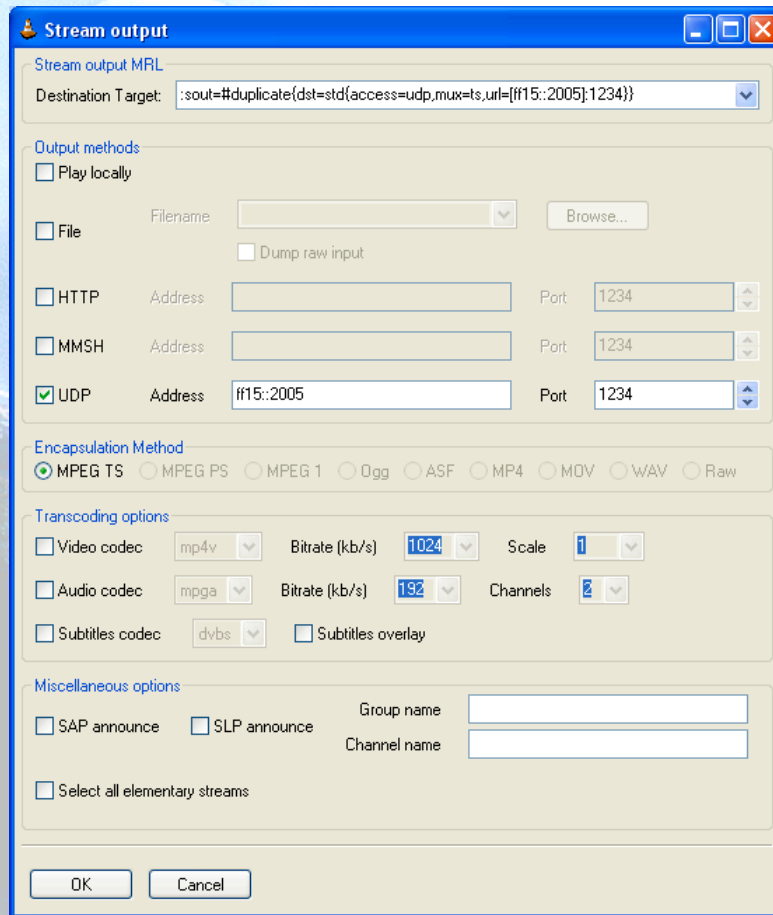 Stream output
Stream output MRL
Destination Target: :sout=#duplicate{dst=std{access=udp,mux=ts,url=[ff15::2005]:1234}}
Output methods
Play locally
File Filename Browse...
Dump raw input
HTTP Address Port 1234
MMSH Address Port 1234
UDP Address ff15::2005 Port 1234
Encapsulation Method
MPEG TS MPEG PS MPEG 1 Ogg ASF MP4 MOV WAV Raw
Transcoding options
Video codec mp4v Bitrate (kb/s) 1024 Scale 1
Audio codec mpga Bitrate (kb/s) 192 Channels 2
Subtitles codec dvbs Subtitles overlay
Miscellaneous options
SAP announce SLP announce Group name
Channel name
Select all elementary streams
OK Cancel